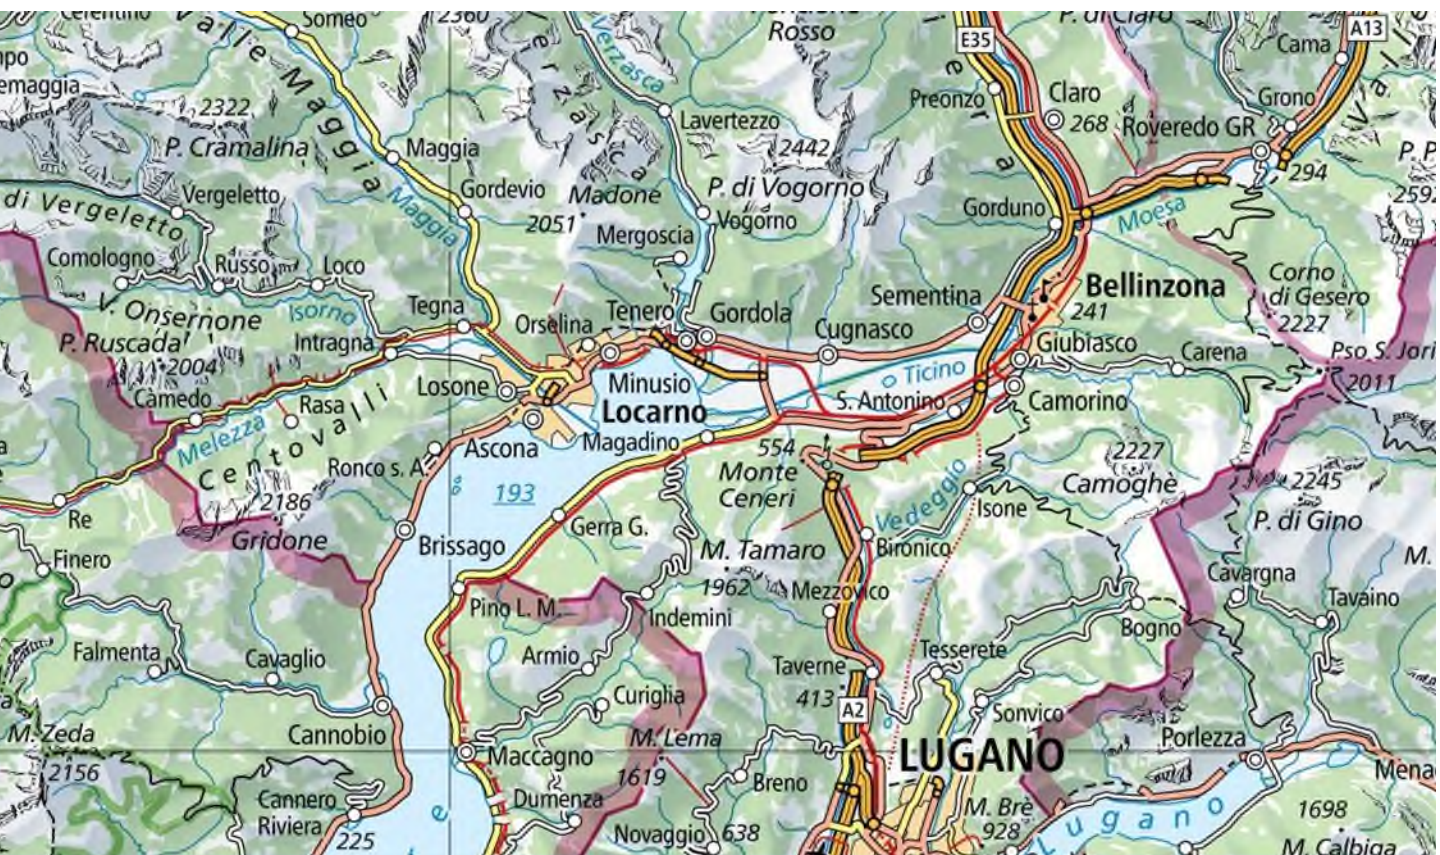 Cerentino
Someo
2360
Verzasca
Rosso
E35
P. di Claro
Cama
A13
Valle Maggia
emaggia
2322
P. Cramalina
Maggia
Lavertezzo
Verzasca
2442
Preonzo
Claro
268
Grono
Roveredo GR
294
Riviera
di Vergeletto
Vergeletto
Gordevio
Maggia
2051
Madone
P. di Vogorno
Vogorno
Mergoscia
Gorduno
Moesa
2592
Comologno
Russo
Loco
V. Onsernone
Isorno
Tegna
Orselina
Tenero
Gordola
Sementina
Cugnasco
Bellinzona
241
Corno
di Gesero
2227
P. Ruscada
2004
Intragna
Giubiasco
Carena
Pso S. Jori
2011
Càmedo
Rasa
Losone
Minusio
Locarno
Ticino
S. Antonino
Camorino
Melezza
Centovalli
Ronco s. A.
Ascona
Magadino
554
Monte
Ceneri
2227
Camoghè
2245
P. di Gino
2186
Gridone
193
Re
Gerra G.
Vedeggio
Isone
Finero
Brissago
M. Tamaro
1962
Bironico
Mezzovico
Cavargna
Tavaino
M.
Pino L. M.
Indemini
Bogno
Falmenta
Cavaglio
Armio
Taverne
Tesserete
413
A2
Curiglia
Sonvico
M. Zeda
2156
Cannobio
M. Lema
1619
LUGANO
Porlezza
Maccagno
Breno
Menag
Cannero
Riviera
225
Dumenza
Novaggio
638
M. Brè
928
Lugano
1698
M. Calbiga